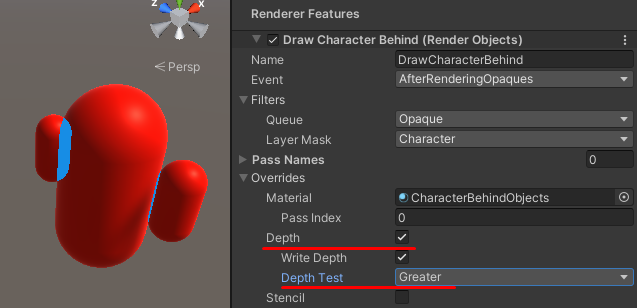 Renderer Features
x
Persp
Draw Character Behind (Render Objects)
Name DrawCharacterBehind
Event AfterRenderingOpaques
Filters
Queue Opaque
Layer Mask Character
Pass Names 0
Overrides
Material CharacterBehindObjects
Pass Index 0
Depth
Write Depth
Depth Test Greater
Stencil